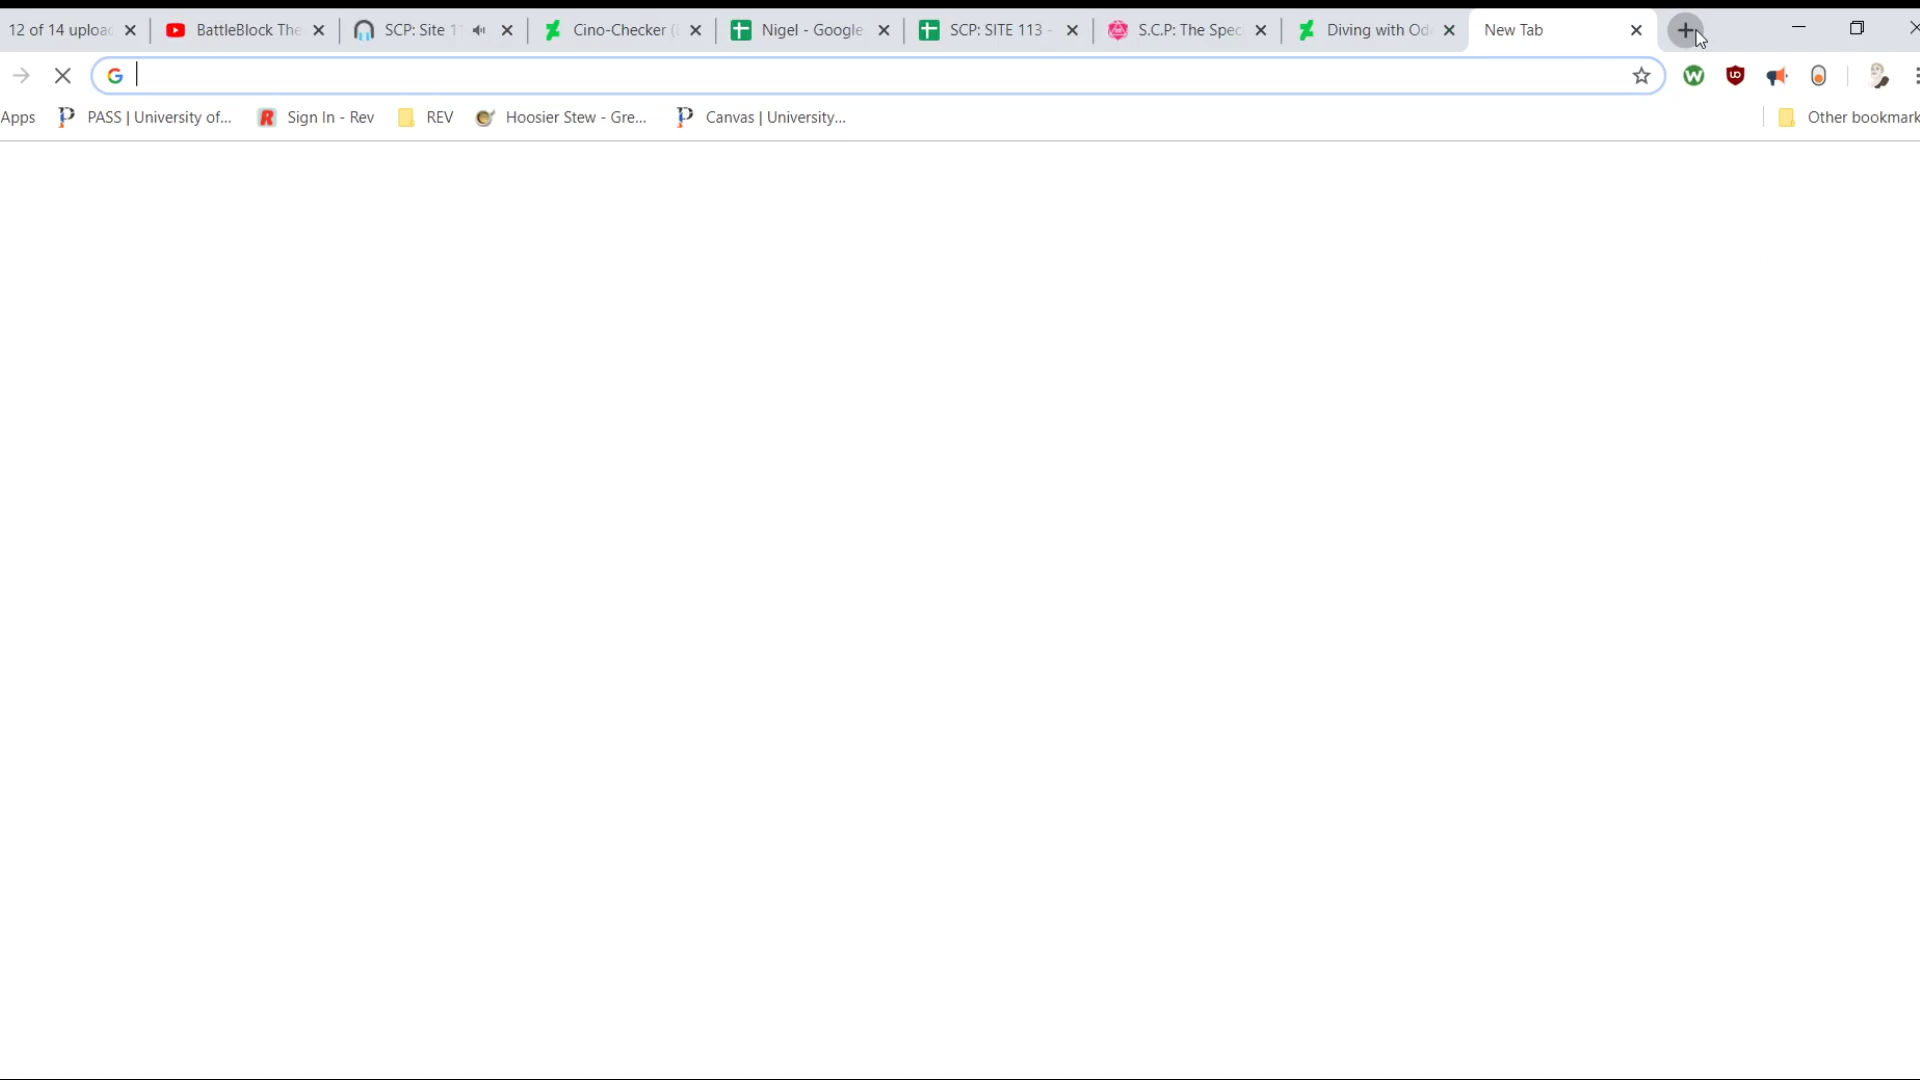 12 of 14 uploa
BattleBlock The
SCP: Site 1
Cino-Checker (
Nigel - Google
SCP: SITE 113 -
S.C.P: The Spec
Diving with Od
New Tab
Apps
PASS | University of...
Sign In - Rev
REV
Hoosier Stew - Gre...
Canvas | University...
Other bookmark